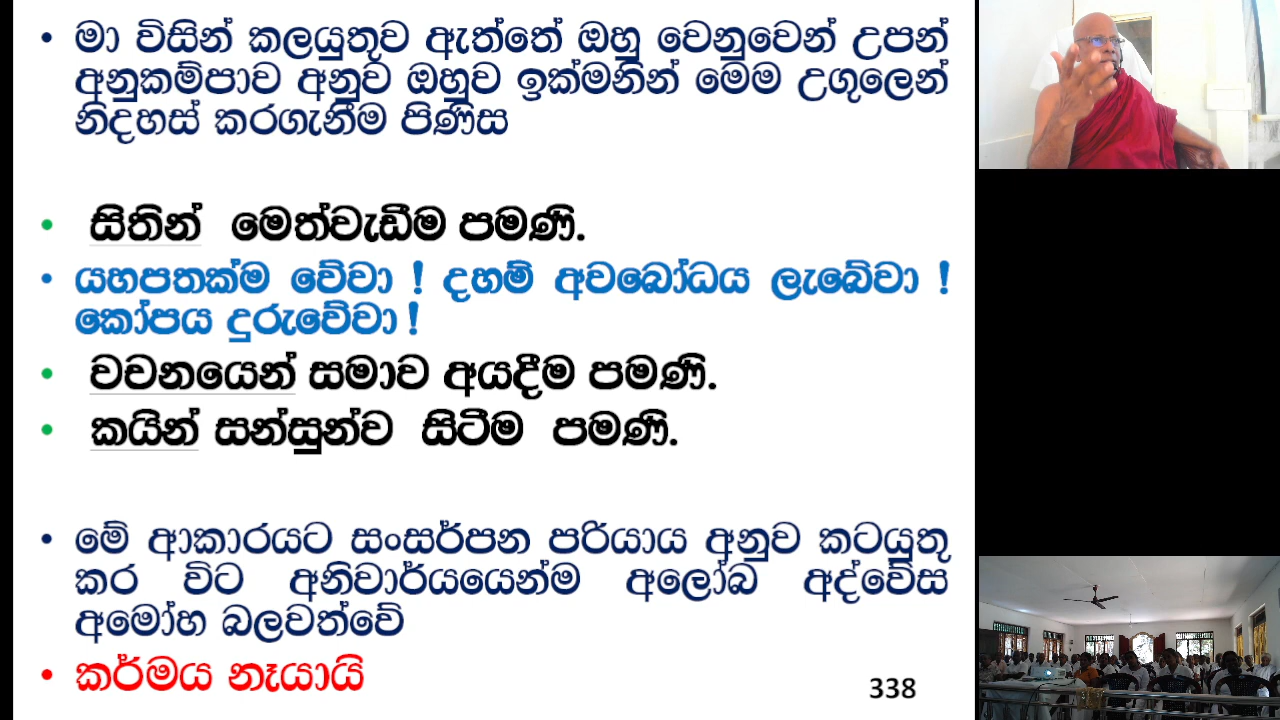 • මා විසින් කලයුතුව ඇත්තේ ඔහු වෙනුවෙන් උපන්
අනුකම්පාව අනුව ඔහුව ඉක්මනින් මෙම උගුලෙන්
නිදහස් කරගැනීම පිණිස
• සිතින් මෙත්වැඩීම පමණි.
• යහපතක්ම වේවා ! දහම් අවබෝධය ලැබේවා !
කෝපය දුරුවේවා !
• වචනයෙන් සමාව අයදීම පමණි.
• කයින් සන්සුන්ව සිටීම පමණි.
• මේ ආකාරයට සංසර්පන පරියාය අනුව කටයුතු
කර විට අනිවාර්යයෙන්ම අලෝබ අද්වේස
අමෝහ බලවත්වේ
• කර්මය නෑයායි
338